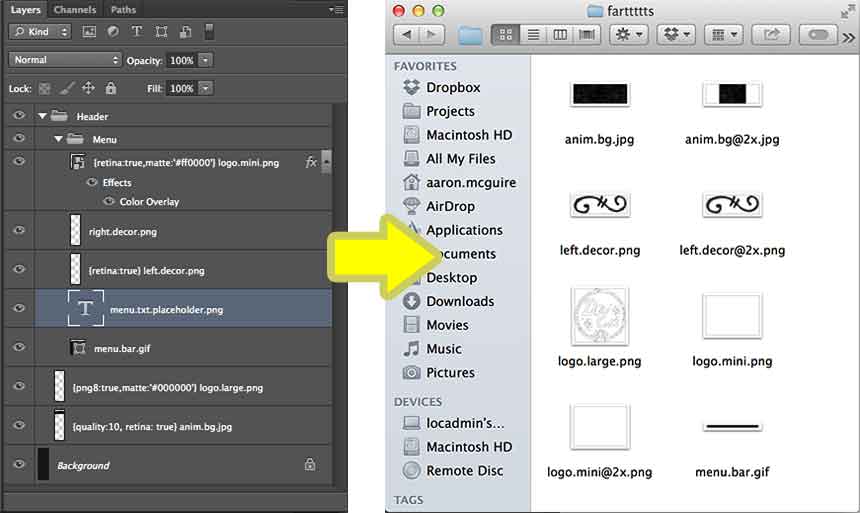 Layers Channels Paths
Kind
Normal Opacity: 100%
Lock: Fill: 100%
Header
Menu
{retina:true,matte:'#ff0000'} logo.mini.png fx
Effects
Color Overlay
right.decor.png
{retina:true} left.decor.png
T menu.txt.placeholder.png
menu.bar.gif
{png8:true,matte:'#000000'} logo.large.png
{quality:10, retina: true} anim.bg.jpg
Background
farttttts
FAVORITES
Dropbox
Projects
Macintosh HD
All My Files
aaron.mcguire
AirDrop
Applications
ocuments
Desktop
Downloads
Movies
Music
Pictures
DEVICES
locadmin's...
Macintosh HD
Remote Disc
TAGS
anim.bg.jpg anim.bg@2x.jpg
left.decor.png left.decor@2x.png
logo.large.png logo.mini.png
logo.mini@2x.png menu.bar.gif